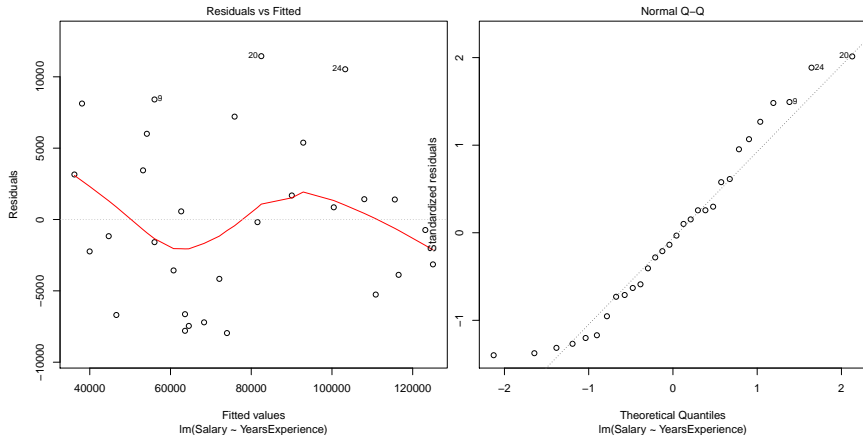 Residuals vs Fitted
Residuals
10000
5000
0
−5000
−10000
20
24
9
40000 60000 80000 100000 120000
Fitted values
lm(Salary ~ YearsExperience)
Normal Q−Q
Standardized residuals
2
1
0
−1
20
24
9
−2 −1 0 1 2
Theoretical Quantiles
lm(Salary ~ YearsExperience)